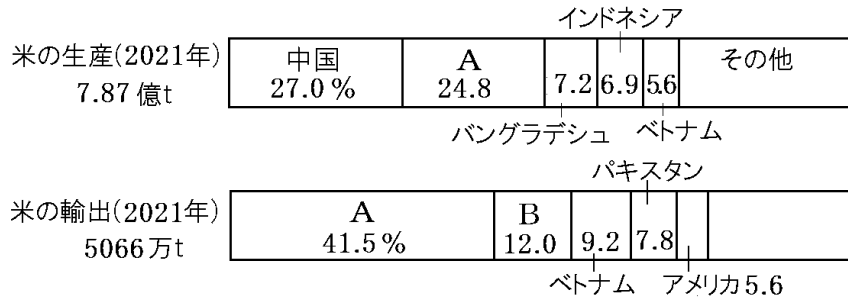 インドネシア
米の生産(2021年)
7.87億t
中国
27.0%
A
24.8
7.2
6.9
5.6
その他
バングラデシュ
ベトナム
パキスタン
米の輸出(2021年)
5066万t
A
41.5%
B
12.0
9.2
7.8
ベトナム
アメリカ5.6